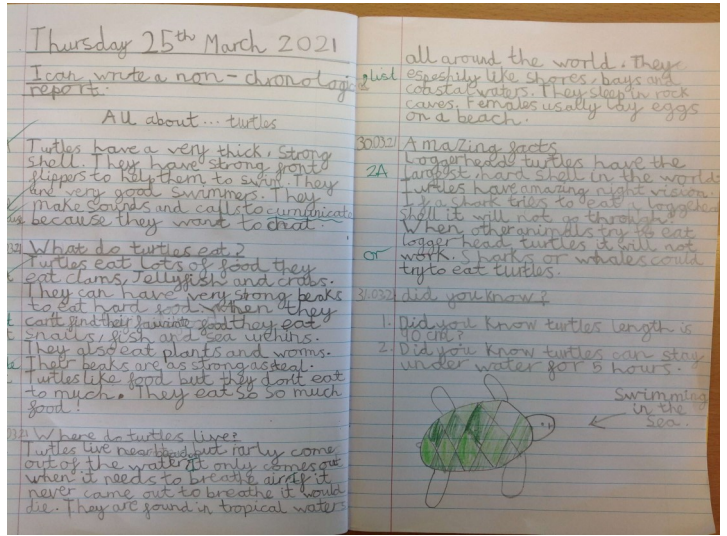 Thursday 25th March 2021
I can write a non-chronological
report.
All about... turtles
Turtles have a very thick, strong
shell. They have strong front
flippers to help them to swim. They
are very good swimmers. They
make sounds and calls to cumunicate
because they want to chat.
What do turtles eat?
Turtles eat lots of food they
eat clams, Jellyfish and crabs.
They can have very strong beaks
to eat hard food. When they
can't find their favourite food they eat
snails, fish and sea urchins.
They also eat plants and worms.
Their beaks are as strong as steal.
Turtles like food but they don't eat
to much. They eat so so much
food!
Where do turtles live?
Turtles live near but rarly come
out of the water. It only comes out
when it needs to breathe air. If it
never came out to breathe it would
die. They are found in tropical waters
all around the world. They
list espeshily like shores, bays and
coastal waters. They sleep in rock
caves. Females usally lay eggs
on a beach.
30.03.21 Amazing facts
Loggerheads turtles have the
2A largest, hard shell in the world.
Turtles have amazing night vision.
If a shark tries to eat a loggerhead
shell it will not go through.
When other animals try to eat
logger head turtles it will not
or work. Sharks or whales could
try to eat turtles.
31.03.21 did you know?
1. Did you know turtles length is
90 cm?
2. Did you know turtles can stay
under water for 5 hours.
Swimming
in the
sea.